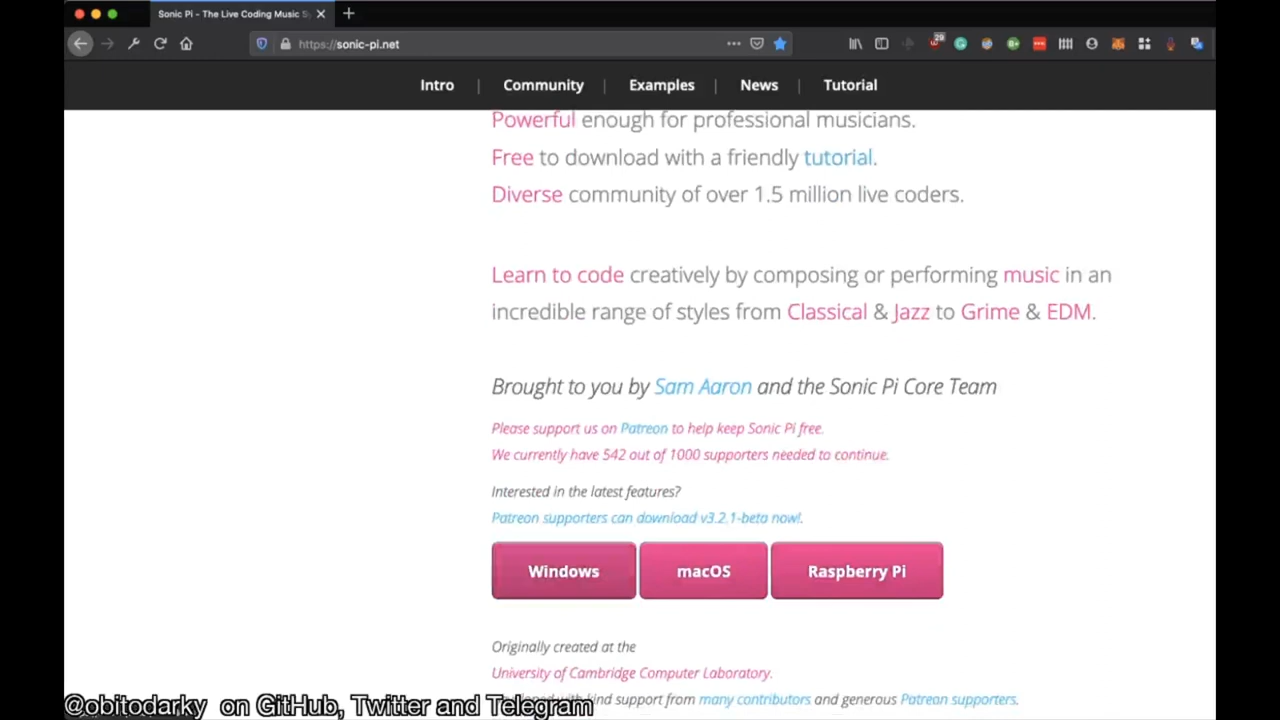 Sonic Pi - The Live Coding Music S
https://sonic-pi.net
29
Intro | Community | Examples | News | Tutorial
Powerful enough for professional musicians.
Free to download with a friendly tutorial.
Diverse community of over 1.5 million live coders.
Learn to code creatively by composing or performing music in an
incredible range of styles from Classical & Jazz to Grime & EDM.
Brought to you by Sam Aaron and the Sonic Pi Core Team
Please support us on Patreon to help keep Sonic Pi free.
We currently have 542 out of 1000 supporters needed to continue.
Interested in the latest features?
Patreon supporters can download v3.2.1-beta now!.
Windows macOS Raspberry Pi
Originally created at the
University of Cambridge Computer Laboratory.
with kind support from many contributors and generous Patreon supporters.
@obitodarky on GitHub, Twitter and Telegram